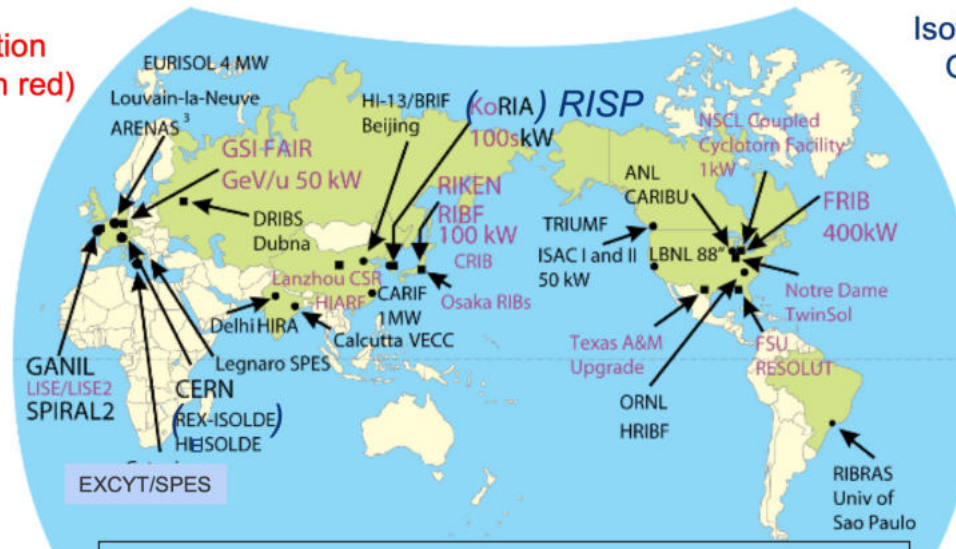 tion
n red)
Iso
EURISOL 4 MW
Louvain-la-Neuve
ARENAS 3
GSI FAIR
GeV/u 50 kW
DRIBS
Dubna
HI-13/BRIF
Beijing
(KoRIA) RISP
100skW
RIKEN
RIBF
100 kW
CRIB
Lanzhou CSR
HIARF
CARIF
1MW
Osaka RIBs
Delhi HIRA
Calcutta VECC
Legnaro SPES
GANIL
LISE/LISE2
SPIRAL2
CERN
(REX-ISOLDE)
HI ISOLDE
E
EXCYT/SPES
NSCL Coupled
Cyclotorn Facility
1kW
ANL
CARIBU
FRIB
400kW
TRIUMF
ISAC I and II
50 kW
LBNL 88"
Notre Dame
TwinSol
Texas A&M
Upgrade
FSU
RESOLUT
ORNL
HRIBF
RIBRAS
Univ of
Sao Paulo